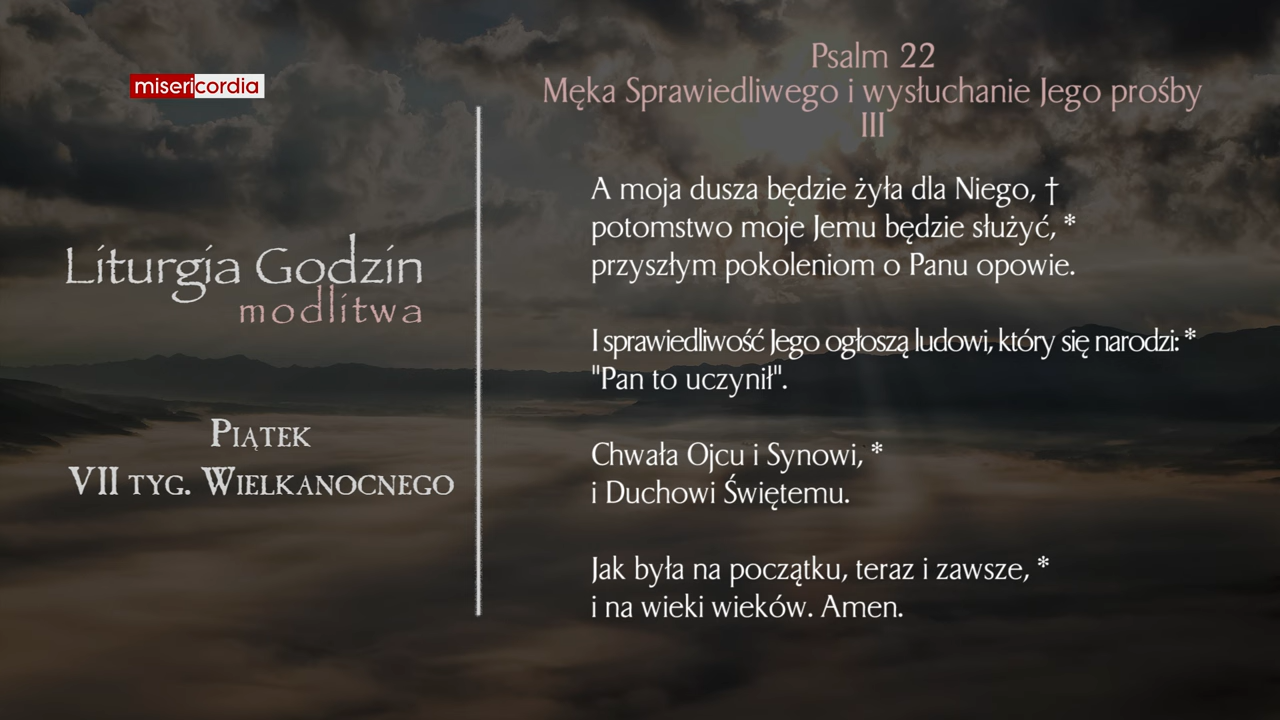 misericordia
Liturgia Godzin
modlitwa
Piątek
VII tyg. Wielkanocnego
Psalm 22
Męka Sprawiedliwego i wysłuchanie Jego prośby
III
A moja dusza będzie żyła dla Niego, †
potomstwo moje Jemu będzie służyć, *
przyszłym pokoleniom o Panu opowie.
I sprawiedliwość Jego ogłoszą ludowi, który się narodzi: *
"Pan to uczynił".
Chwała Ojcu i Synowi, *
i Duchowi Świętemu.
Jak była na początku, teraz i zawsze, *
i na wieki wieków. Amen.